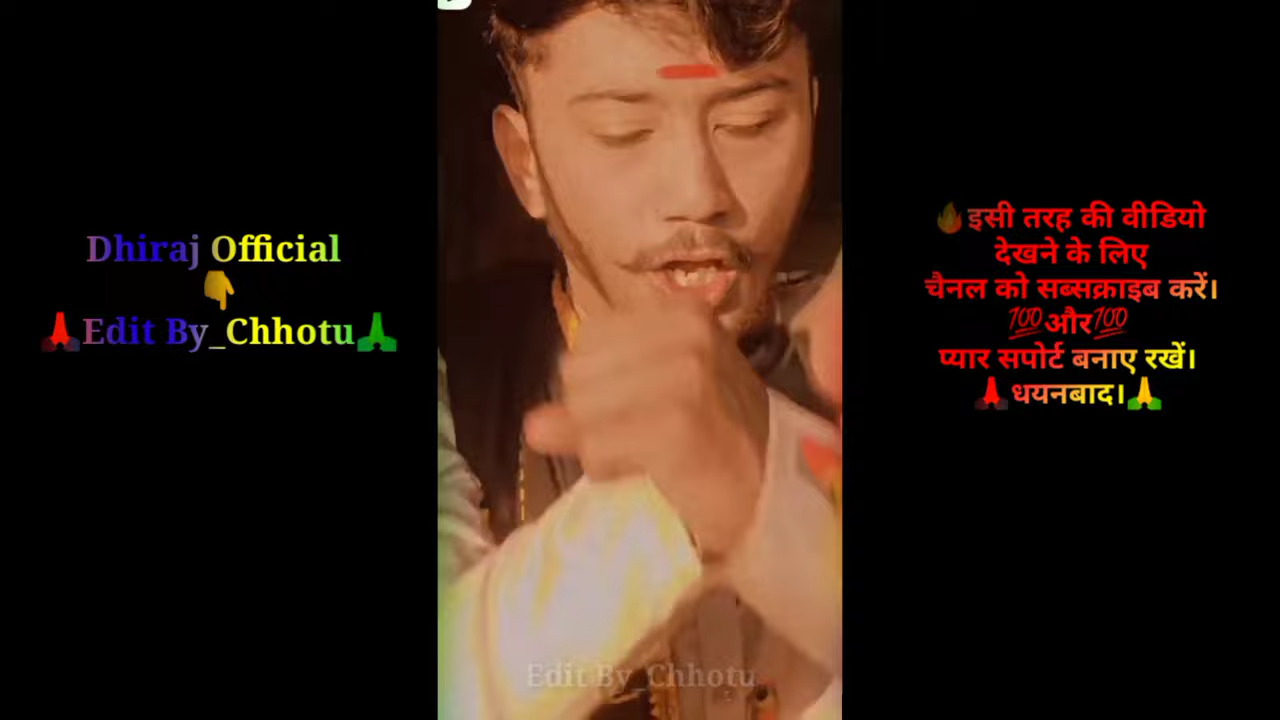 Dhiraj Official
👇
🙏Edit By_Chhotu🙏
🔥इसी तरह की वीडियो
देखने के लिए
चैनल को सब्सक्राइब करें।
💯और💯
प्यार सपोर्ट बनाए रखें।
🙏धयनबाद।🙏
Edit By_Chhotu